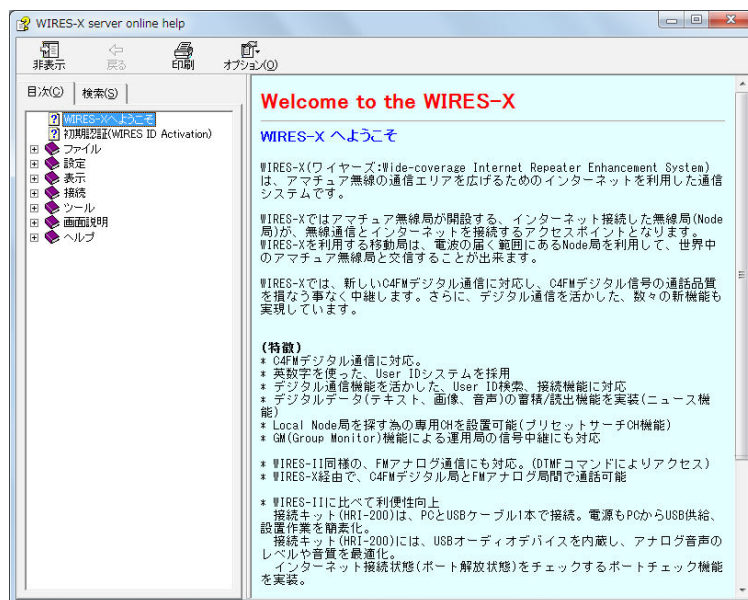 WIRES-X server online help
非表示
戻る
印刷
オプション(O)
目次(C)
検索(S)
WIRES-Xへようこそ
初期認証(WIRES ID Activation)
ファイル
設定
表示
接続
ツール
画面説明
ヘルプ
Welcome to the WIRES-X
WIRES-X へようこそ
WIRES-X(ワイヤーズ:Wide-coverage Internet Repeater Enhancement System)
は、アマチュア無線の通信エリアを広げるためのインターネットを利用した通信
システムです。
WIRES-Xではアマチュア無線局が開設する、インターネット接続した無線局(Node
局)が、無線通信とインターネットを接続するアクセスポイントとなります。
WIRES-Xを利用する移動局は、電波の届く範囲にあるNode局を利用して、世界中
のアマチュア無線局と交信することが出来ます。
WIRES-Xでは、新しいC4FMデジタル通信に対応し、C4FMデジタル信号の通話品質
を損なう事なく中継します。さらに、デジタル通信を活かした、数々の新機能も
実現しています。
(特徴)
* C4FMデジタル通信に対応。
* 英数字を使った、User IDシステムを採用
* デジタル通信機能を活かした、User ID検索、接続機能に対応
* デジタルデータ(テキスト、画像、音声)の蓄積/読出機能を実装(ニュース機
能)
* Local Node局を探す為の専用CHを設置可能(プリセットサーチCH機能)
* GM(Group Monitor)機能による運用局の信号中継にも対応
* WIRES-II同様の、FMアナログ通信にも対応。(DTMFコマンドによりアクセス)
* WIRES-X経由で、C4FMデジタル局とFMアナログ局間で通話可能
* WIRES-IIに比べて利便性向上
接続キット(HRI-200)は、PCとUSBケーブル1本で接続。電源もPCからUSB供給、
設置作業を簡素化。
接続キット(HRI-200)には、USBオーディオデバイスを内蔵し、アナログ音声の
レベルや音質を最適化。
インターネット接続状態(ポート解放状態)をチェックするポートチェック機能
を実装。